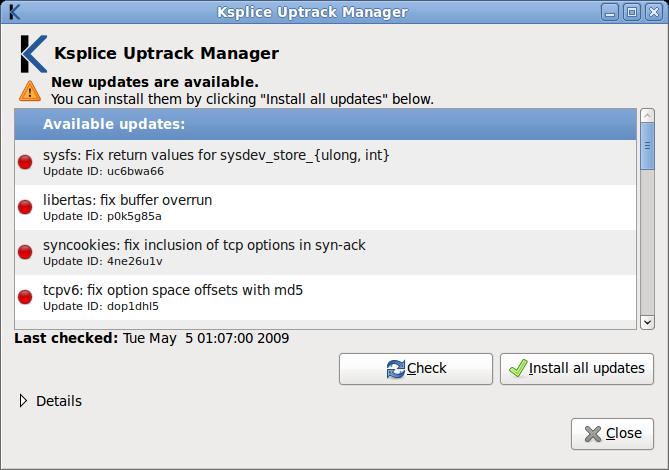 Ksplice Uptrack Manager
Ksplice Uptrack Manager
New updates are available.
You can install them by clicking "Install all updates" below.
Available updates:
sysfs: Fix return values for sysdev_store_{ulong, int}
Update ID: uc6bwa66
libertas: fix buffer overrun
Update ID: p0k5g85a
syncookies: fix inclusion of tcp options in syn-ack
Update ID: 4ne26u1v
tcpv6: fix option space offsets with md5
Update ID: dop1dhl5
Last checked: Tue May  5 01:07:00 2009
Check
Install all updates
Details
Close